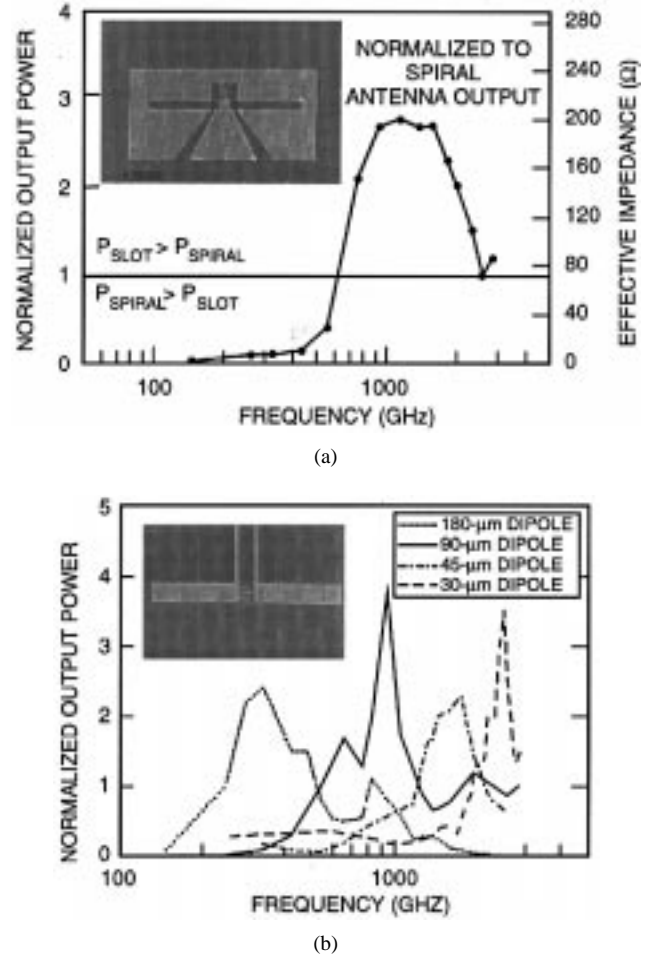 4
3
2
1
0
NORMALIZED OUTPUT POWER
NORMALIZED TO
SPIRAL
ANTENNA OUTPUT
P_SLOT > P_SPIRAL
P_SPIRAL > P_SLOT
280
240
200
160
120
80
40
0
EFFECTIVE IMPEDANCE (Ω)
100 1000
FREQUENCY (GHz)
(a)
5
4
3
2
1
0
NORMALIZED OUTPUT POWER
180-μm DIPOLE
90-μm DIPOLE
45-μm DIPOLE
30-μm DIPOLE
100 1000
FREQUENCY (GHZ)
(b)